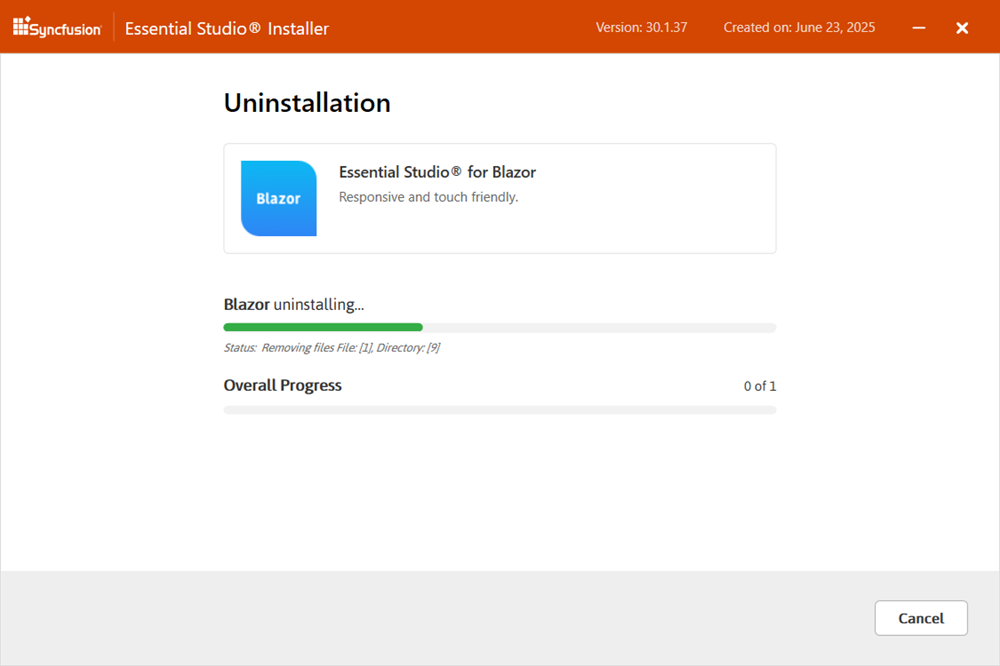 Syncfusion Essential Studio® Installer Version: 30.1.37 Created on: June 23, 2025
Uninstallation
Essential Studio® for Blazor
Blazor
Responsive and touch friendly.
Blazor uninstalling...
Status: Removing files File: [1], Directory: [9]
Overall Progress 0 of 1
Cancel